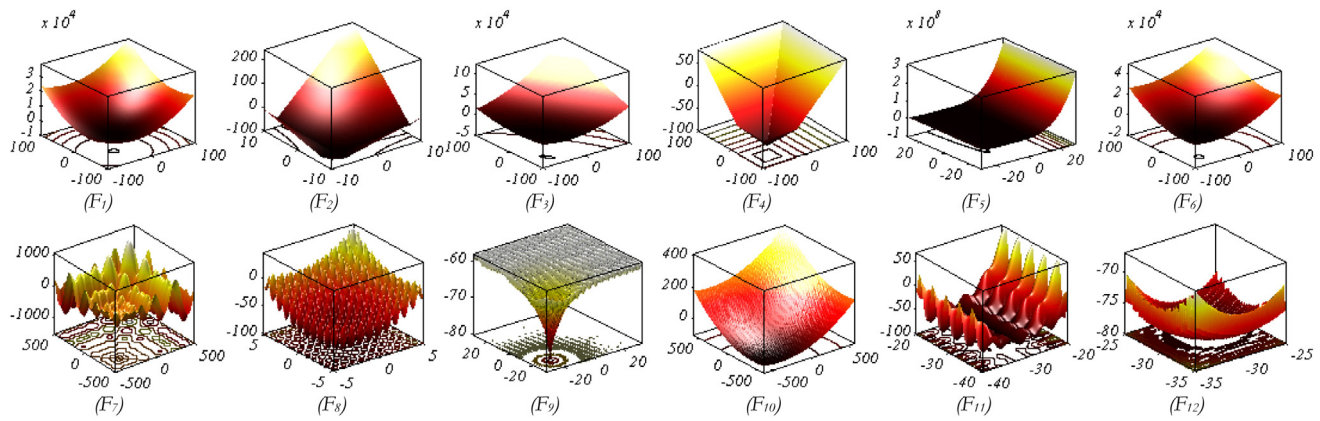 x 10⁴ x 10⁴ x 10⁸ x 10⁴
3 2 1 0 -1 100 0 -100 -100 0 100
200 100 0 -100 10 0 -10 -10 0 10
10 5 0 -5 100 0 -100 -100 0 100
50 0 -50 -100 100 0 -100 -100 0 100
3 2 1 0 -1 20 0 -20 -20 0 20
4 2 0 -2 100 0 -100 -100 0 100
(F₁) (F₂) (F₃) (F₄) (F₅) (F₆)
1000 0 -1000 500 0 -500 -500 0 500
0 -50 -100 5 0 -5 -5 0 5
-60 -70 -80 20 0 -20 -20 0 20
400 200 0 500 0 -500 -500 0 500
50 0 -50 -100 -20 -30 -40 -40 -30 -20
-70 -75 -80 -25 -30 -35 -35 -30 -25
(F₇) (F₈) (F₉) (F₁₀) (F₁₁) (F₁₂)